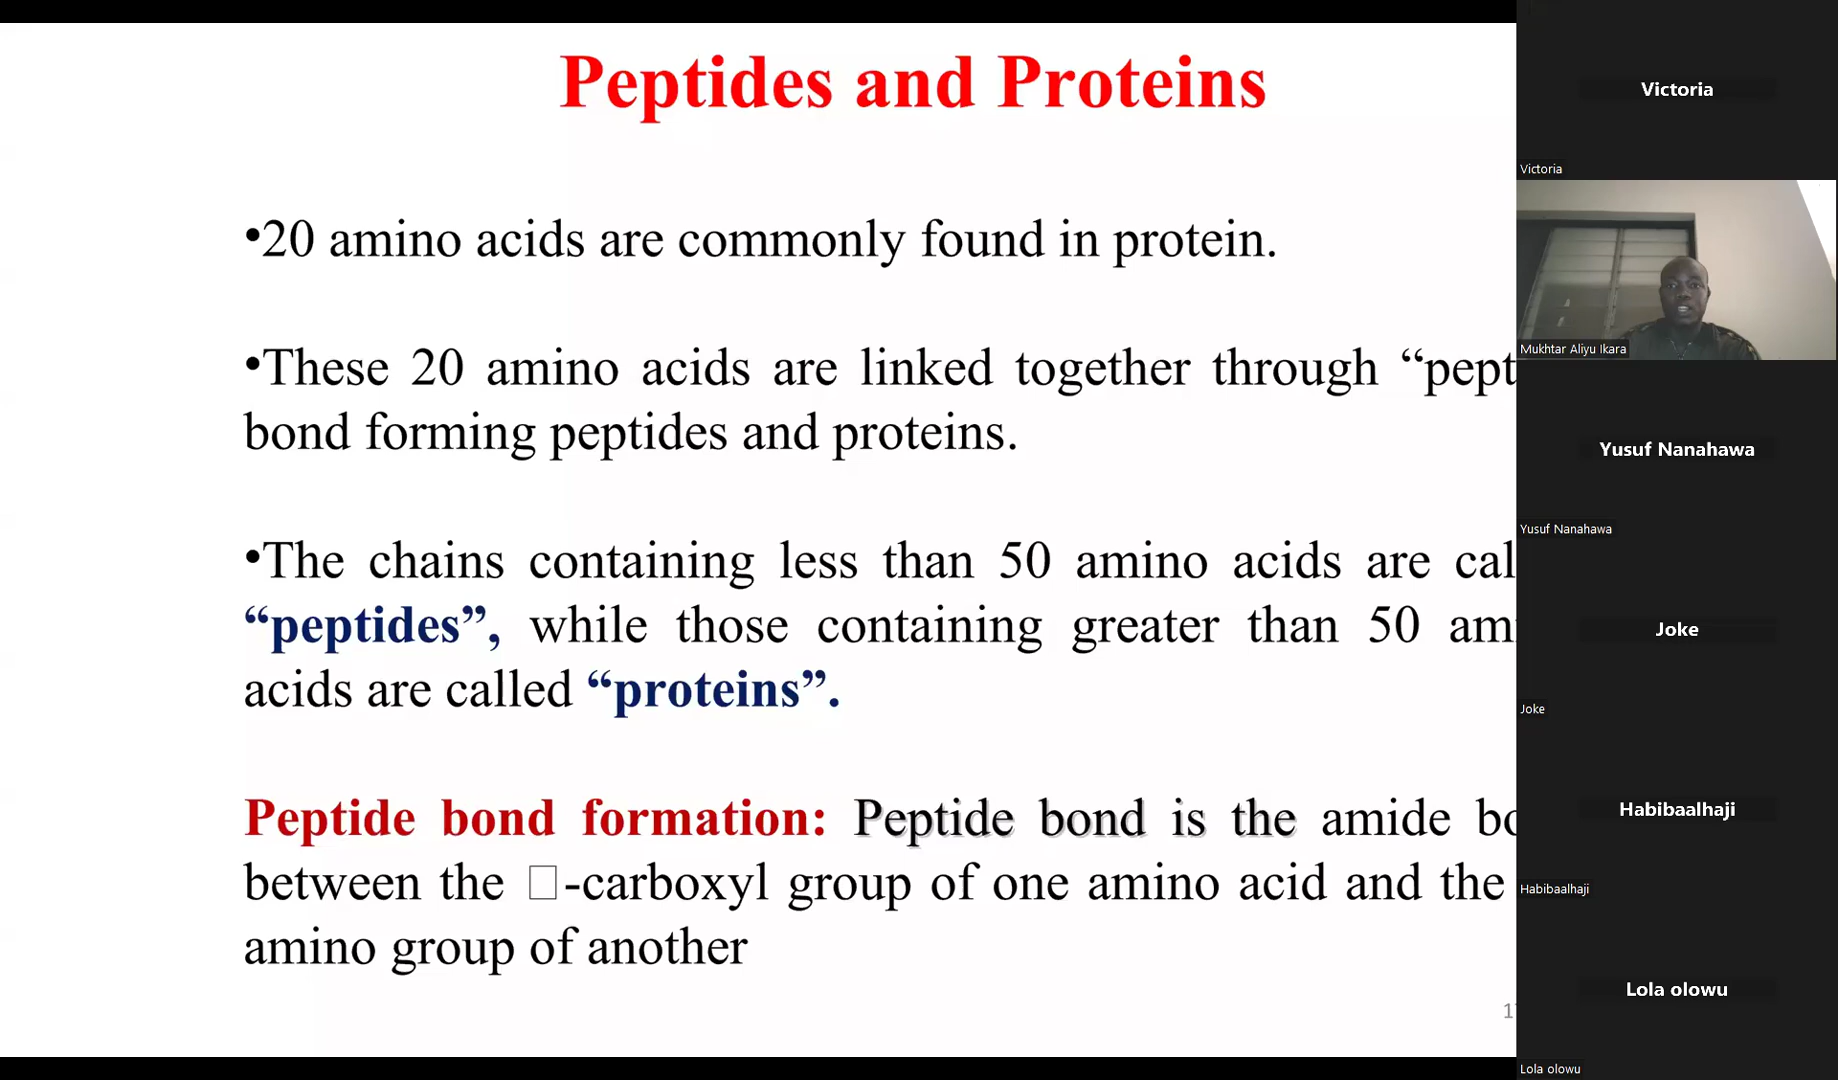 Peptides and Proteins
•20 amino acids are commonly found in protein.
•These 20 amino acids are linked together through “pept
bond forming peptides and proteins.
•The chains containing less than 50 amino acids are cal
“peptides”, while those containing greater than 50 am
acids are called “proteins”.
Peptide bond formation: Peptide bond is the amide bo
between the □-carboxyl group of one amino acid and the
amino group of another
Victoria
Victoria
Mukhtar Aliyu Ikara
Yusuf Nanahawa
Yusuf Nanahawa
Joke
Joke
Habibaalhaji
Habibaalhaji
Lola olowu
Lola olowu